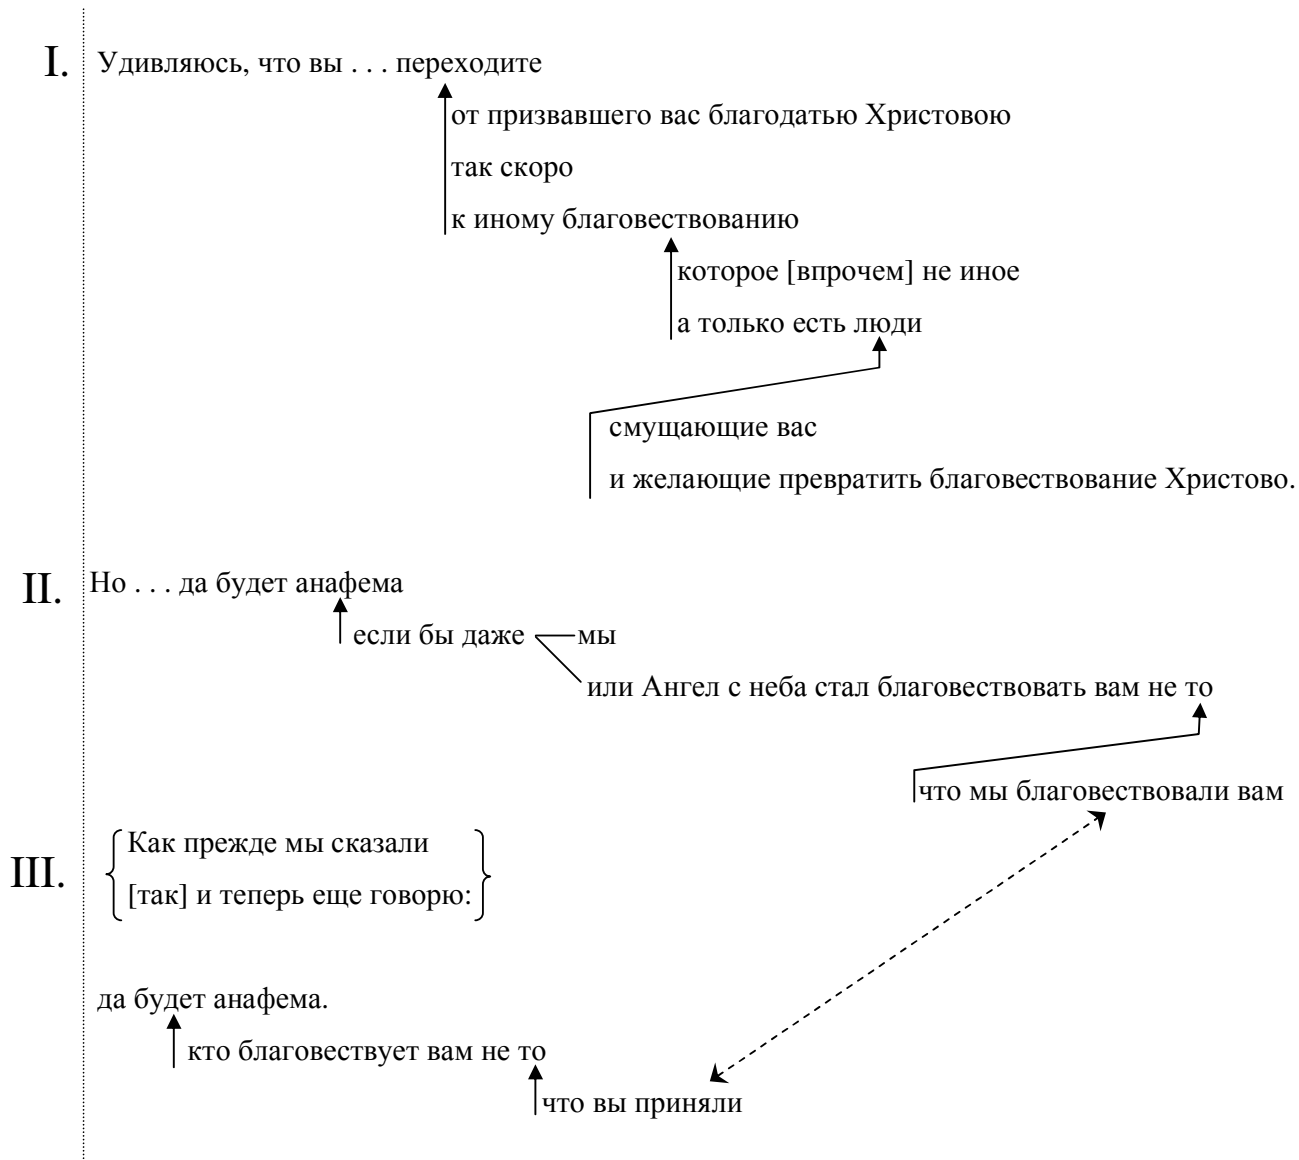 I. Удивляюсь, что вы . . . переходите
от призвавшего вас благодатью Христовою
так скоро
к иному благовествованию
которое [впрочем] не иное
а только есть люди
смущающие вас
и желающие превратить благовествование Христово.
II. Но . . . да будет анафема
если бы даже мы
или Ангел с неба стал благовествовать вам не то
что мы благовествовали вам
III. Как прежде мы сказали
[так] и теперь еще говорю:
да будет анафема.
кто благовествует вам не то
что вы приняли